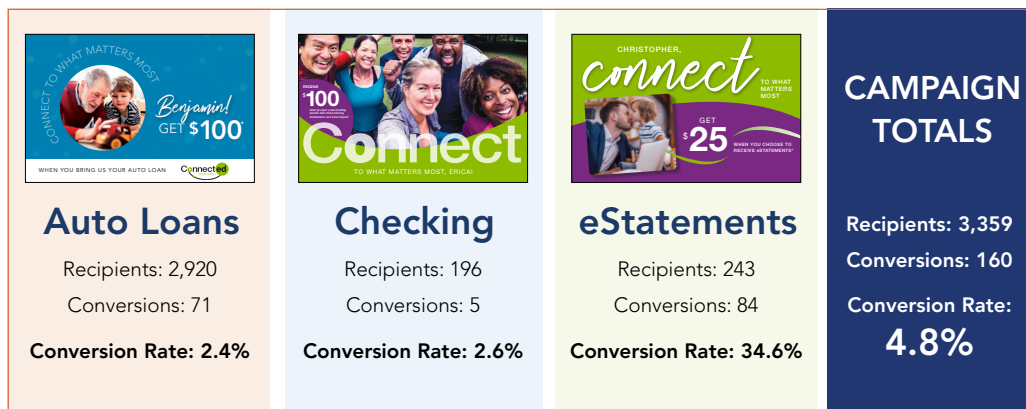 CONNECT TO WHAT MATTERS MOST
Benjamin!
GET $100*
WHEN YOU BRING US YOUR AUTO LOAN
Connected
Auto Loans
Recipients: 2,920
Conversions: 71
Conversion Rate: 2.4%
RECEIVE
$100
Connect
TO WHAT MATTERS MOST, ERICA!
Checking
Recipients: 196
Conversions: 5
Conversion Rate: 2.6%
CHRISTOPHER,
connect
TO WHAT
MATTERS
MOST
GET
$25
WHEN YOU CHOOSE TO
RECEIVE eSTATEMENTS*
eStatements
Recipients: 243
Conversions: 84
Conversion Rate: 34.6%
CAMPAIGN
TOTALS
Recipients: 3,359
Conversions: 160
Conversion Rate:
4.8%